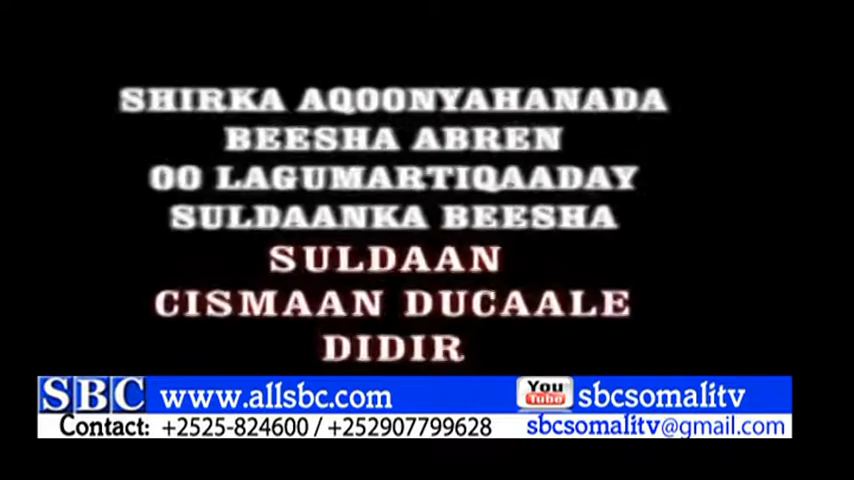 SHIRKA AQOONYAHANADA
BEESHA ABREN
OO LAGUMARTIQAADAY
SULDAANKA BEESHA
SULDAAN
CISMAAN DUCAALE
DIDIR
SBC www.allsbc.com You Tube sbcsomalitv
Contact: +2525-824600 / +252907799628 sbcsomalitv@gmail.com